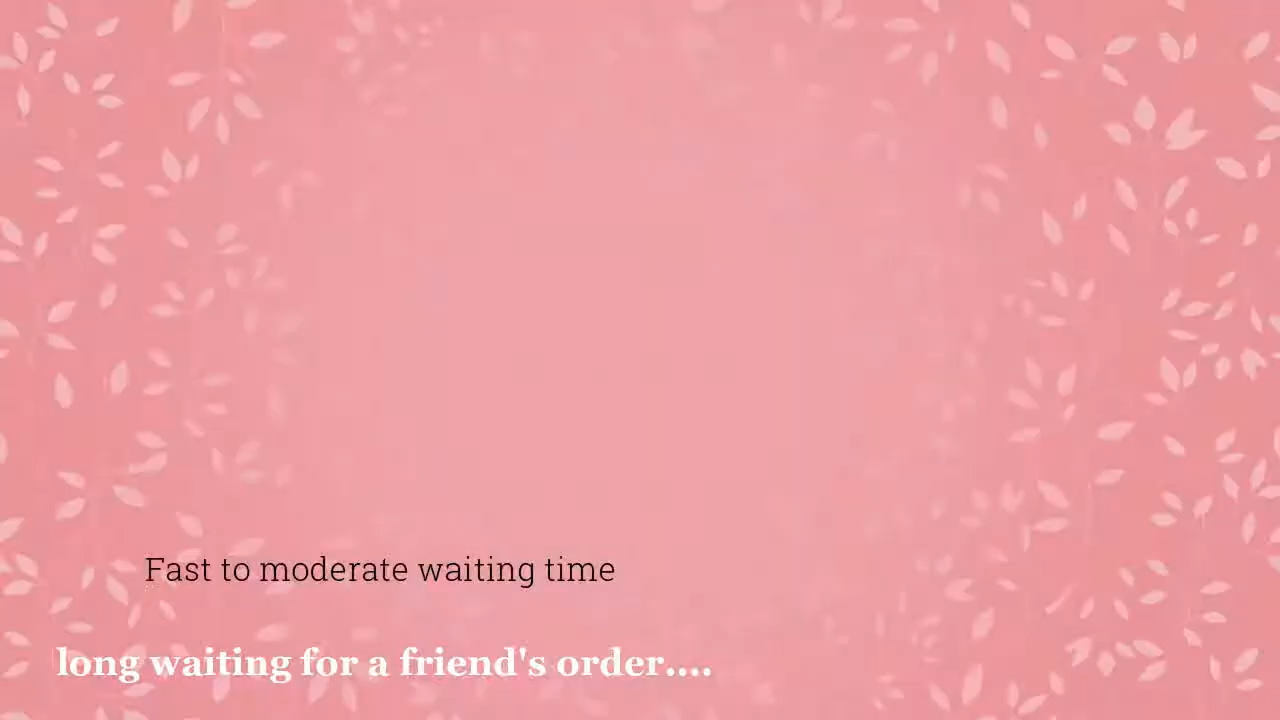 Fast to moderate waiting time
long waiting for a friend's order....